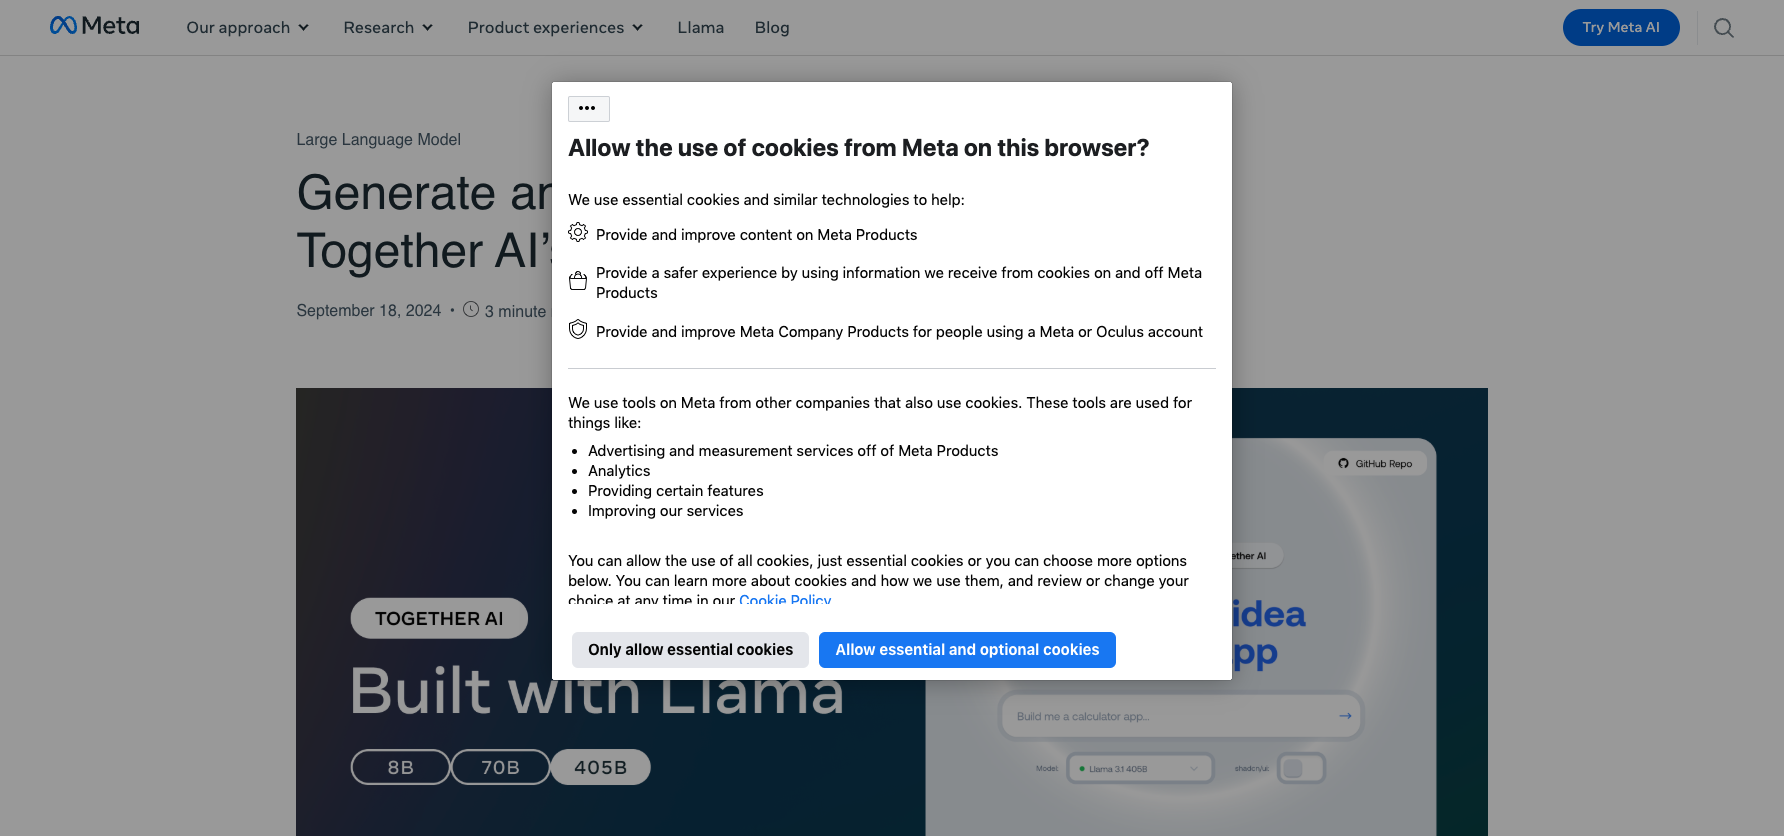 Meta
Our approach
Research
Product experiences
Llama
Blog
Try Meta AI
Large Language Model
Generate
Together AI’
September 18, 2024 • 3 minute
•••
Allow the use of cookies from Meta on this browser?
We use essential cookies and similar technologies to help:
Provide and improve content on Meta Products
Provide a safer experience by using information we receive from cookies on and off Meta
Products
Provide and improve Meta Company Products for people using a Meta or Oculus account
We use tools on Meta from other companies that also use cookies. These tools are used for
things like:
• Advertising and measurement services off of Meta Products
• Analytics
• Providing certain features
• Improving our services
You can allow the use of all cookies, just essential cookies or you can choose more options
below. You can learn more about cookies and how we use them, and review or change your
choice at any time in our Cookie Policy
Only allow essential cookies
Allow essential and optional cookies
TOGETHER AI
Built with Llama
8B
70B
405B
GitHub Repo
ether AI
idea
pp
Build me a calculator app...
Model:
Llama 3.1 405B
shadcn/ui: